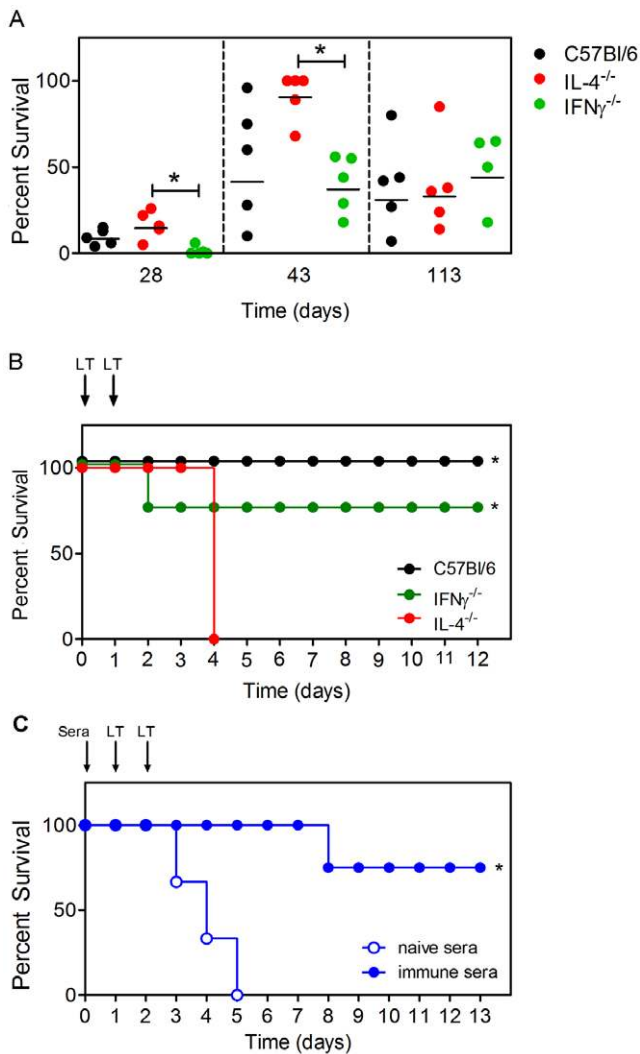 A
C57Bl/6
IL-4-/-
IFNγ-/-
*
*
Percent Survival
100
50
0
28
43
113
Time (days)
B
LT LT
Percent Survival
100
50
0
*
*
C57Bl/6
IFNγ-/-
IL-4-/-
0 1 2 3 4 5 6 7 8 9 10 11 12
Time (days)
C
Sera LT LT
Percent Survival
100
50
0
*
naive sera
immune sera
0 1 2 3 4 5 6 7 8 9 10 11 12 13
Time (days)